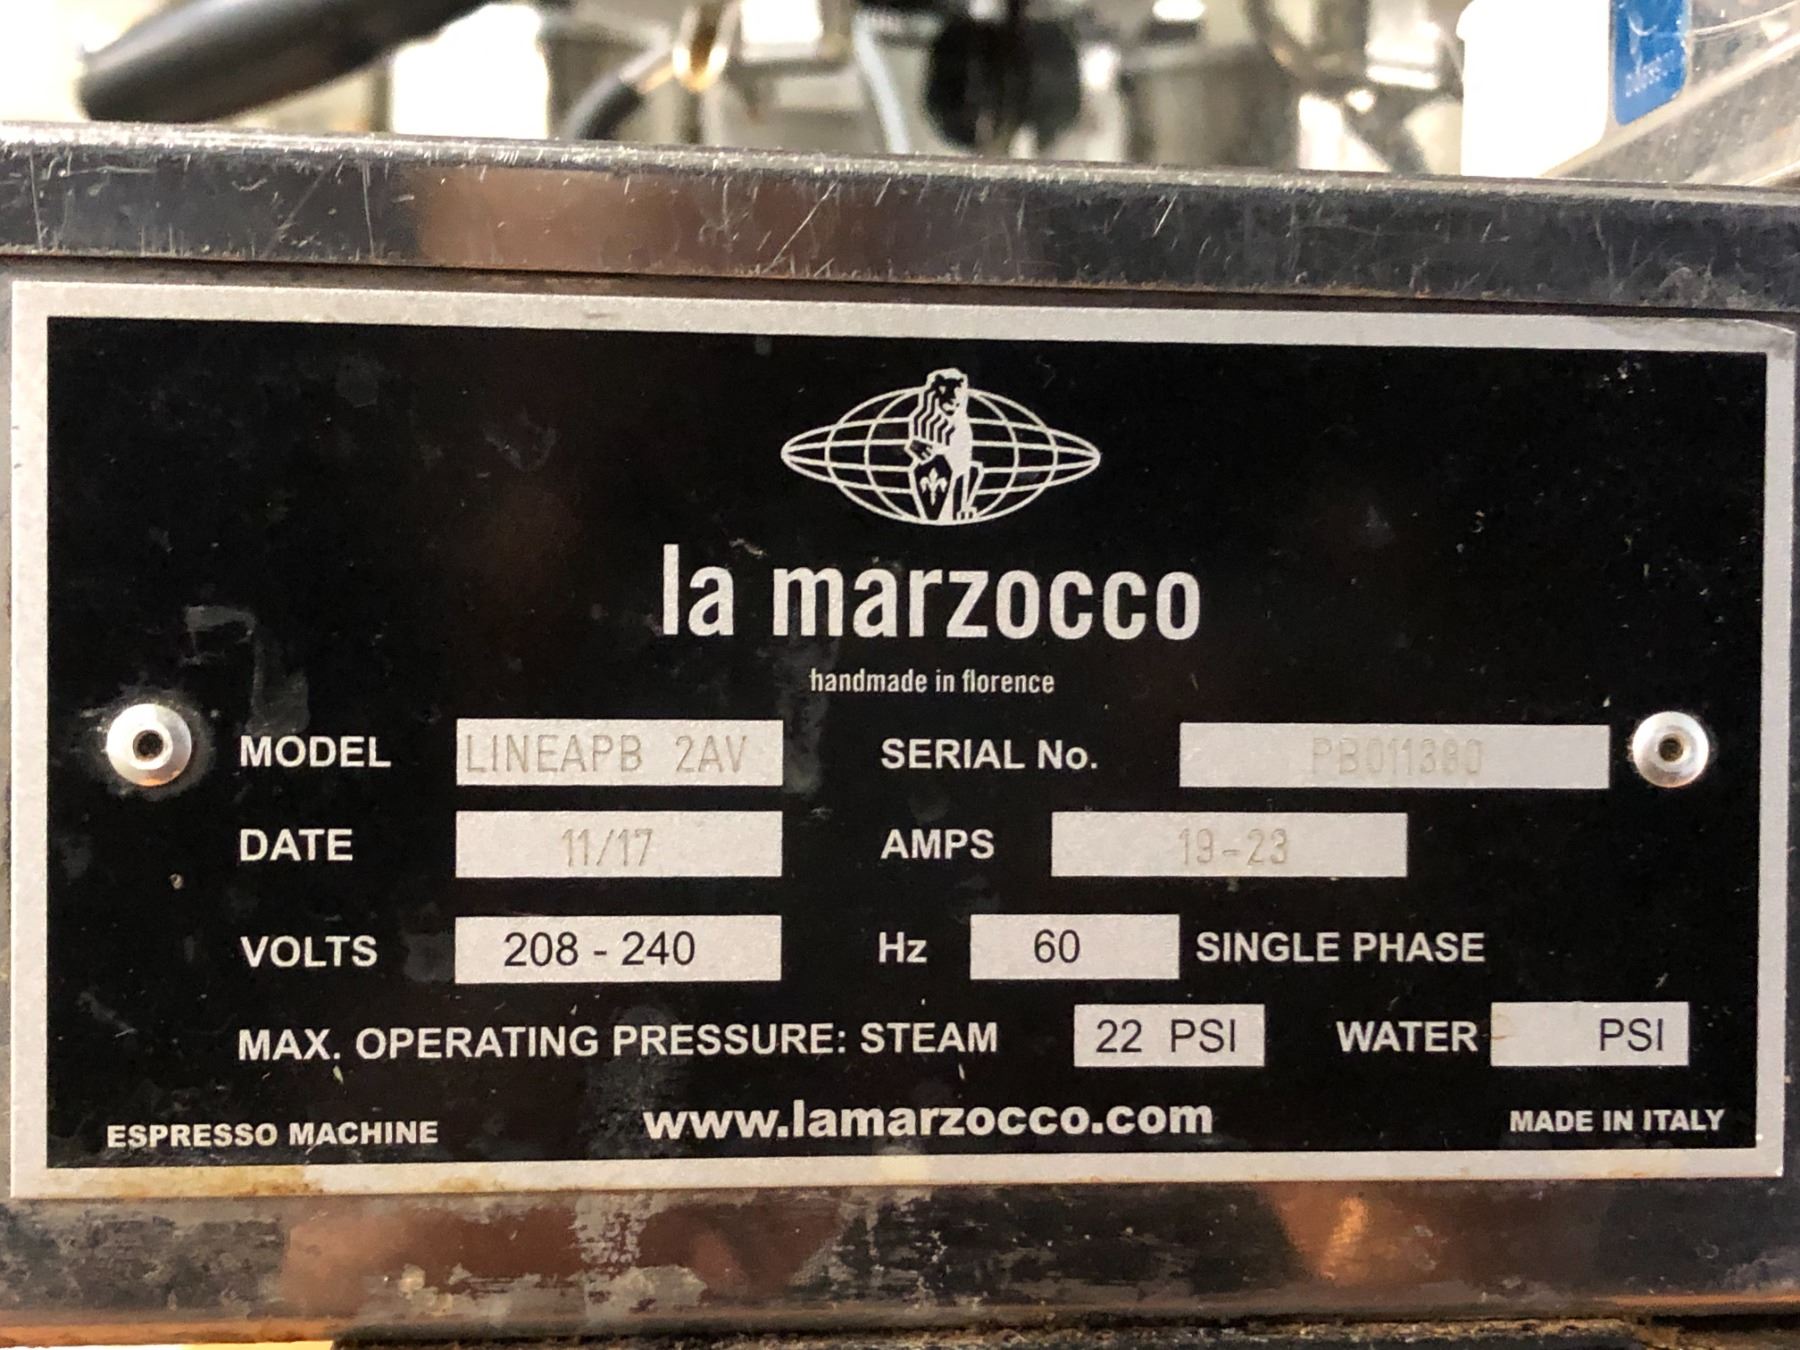 la marzocco
handmade in florence
MODEL LINEAPB 2AV SERIAL No. PB011380
DATE 11/17 AMPS 19-23
VOLTS 208 - 240 Hz 60 SINGLE PHASE
MAX. OPERATING PRESSURE: STEAM 22 PSI WATER PSI
ESPRESSO MACHINE www.lamarzocco.com MADE IN ITALY